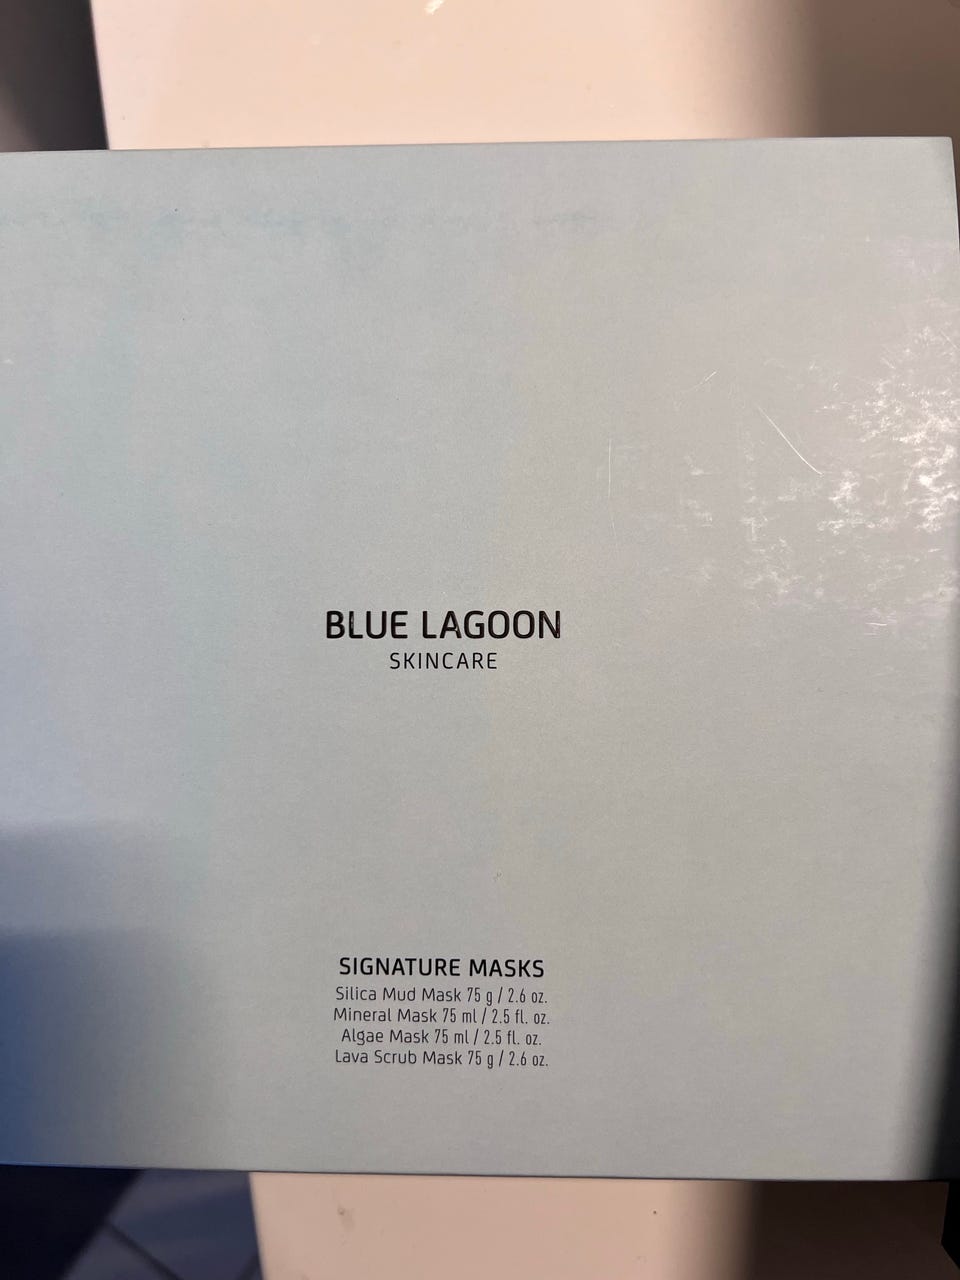 BLUE LAGOON
SKINCARE
SIGNATURE MASKS
Silica Mud Mask 75 g / 2.6 oz.
Mineral Mask 75 ml / 2.5 fl. oz.
Algae Mask 75 ml / 2.5 fl. oz.
Lava Scrub Mask 75 g / 2.6 oz.